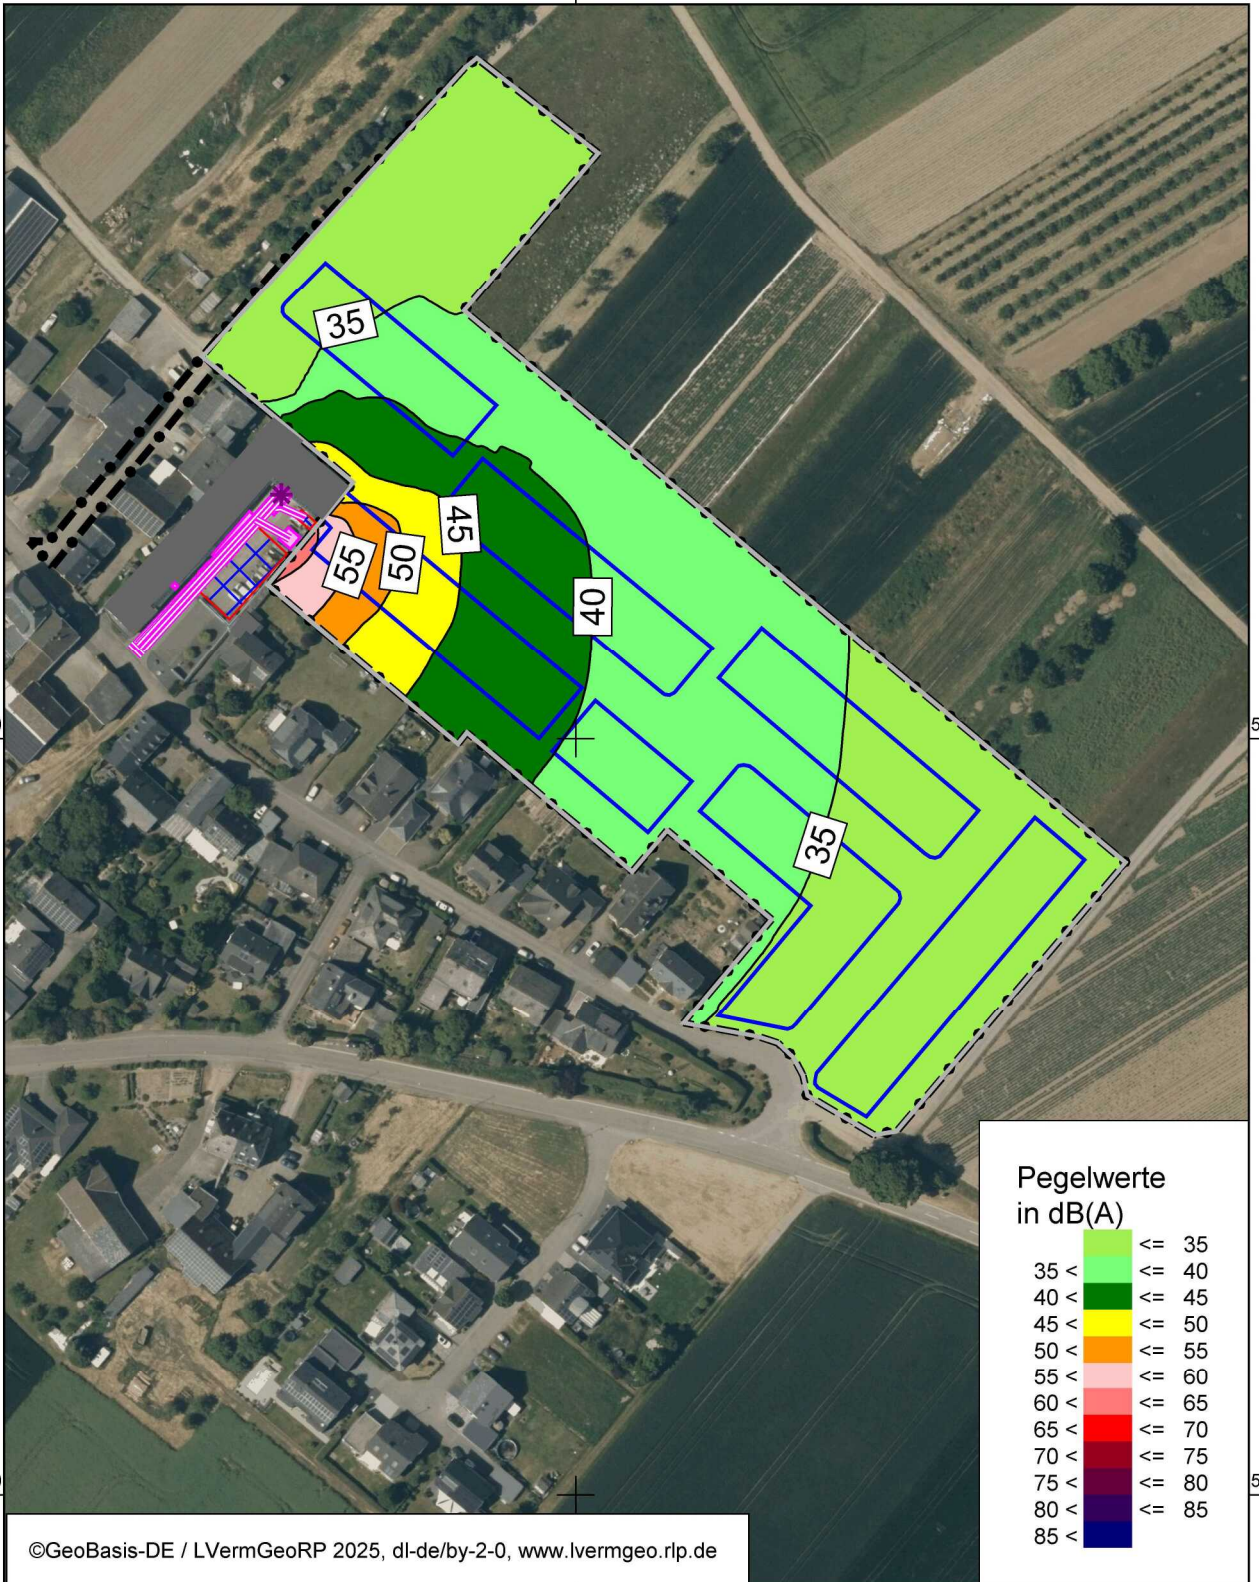 35
45
50
55
40
35
5
5
Pegelwerte
in dB(A)
<= 35
35 < <= 40
40 < <= 45
45 < <= 50
50 < <= 55
55 < <= 60
60 < <= 65
65 < <= 70
70 < <= 75
75 < <= 80
80 < <= 85
85 <
©GeoBasis-DE / LVermGeoRP 2025, dl-de/by-2-0, www.lvermgeo.rlp.de